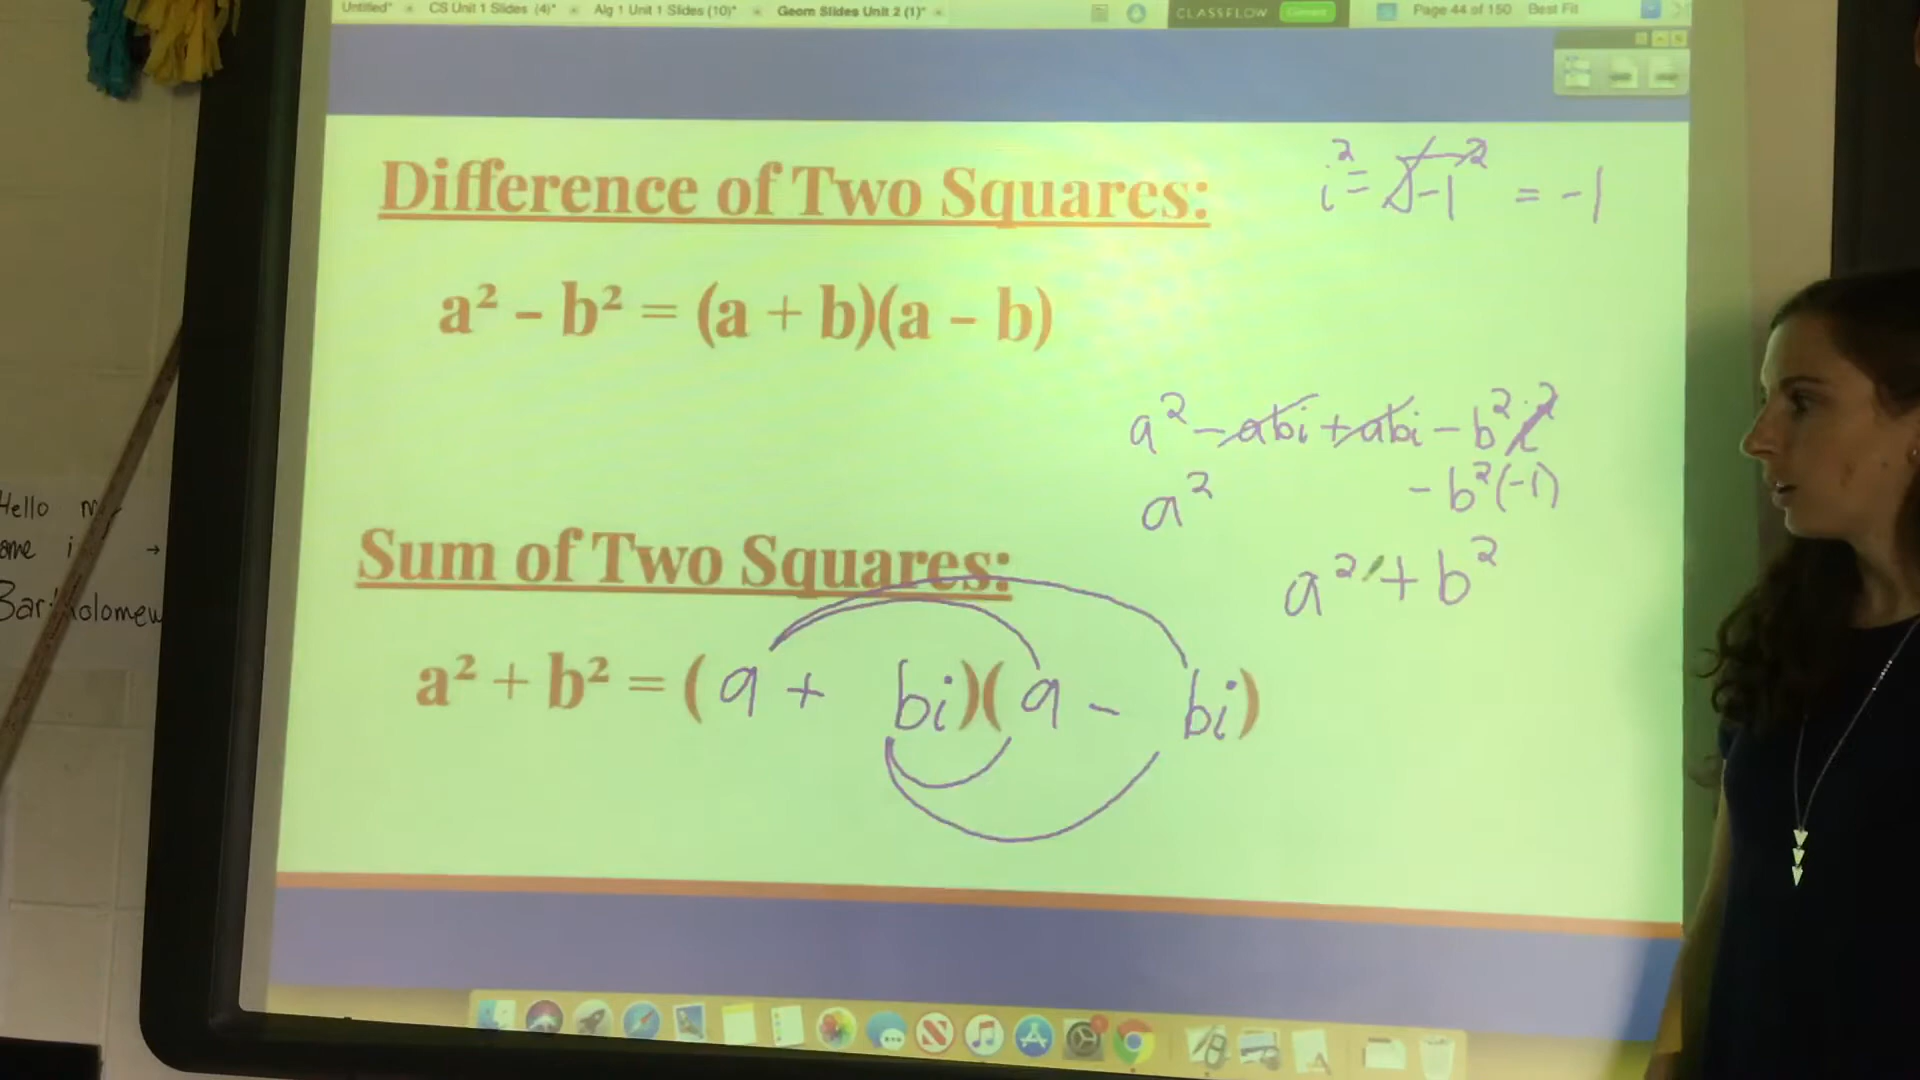 Untitled* CS Unit 1 Slides (4)* Alg 1 Unit 1 Slides (10)* Geom Slides Unit 2 (1)* CLASSFLOW Page 44 of 150 Best Fit
Difference of Two Squares:
i² = √-1² = -1
a² - b² = (a + b)(a - b)
a² - abi + abi - b²i²
a² - b²(-1)
a² + b²
Sum of Two Squares:
a² + b² = (a + bi)(a - bi)
Hello
Bartholomew